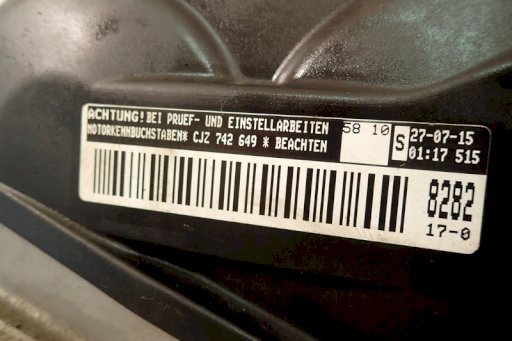 ACHTUNG! BEI PRUEF- UND EINSTELLARBEITEN
MOTORKENNBUCHSTABEN* CJZ 742 649 * BEACHTEN
58 10
S
27-07-15
01:17 515
8282
17-0